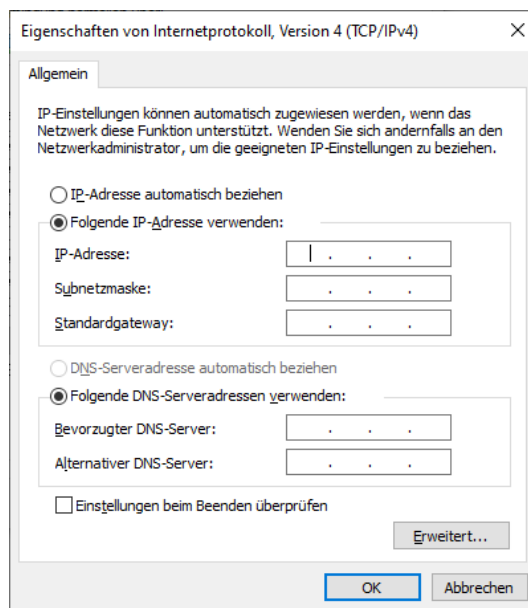 Eigenschaften von Internetprotokoll, Version 4 (TCP/IPv4)
Allgemein
IP-Einstellungen können automatisch zugewiesen werden, wenn das
Netzwerk diese Funktion unterstützt. Wenden Sie sich andernfalls an den
Netzwerkadministrator, um die geeigneten IP-Einstellungen zu beziehen.
IP-Adresse automatisch beziehen
Folgende IP-Adresse verwenden:
IP-Adresse: . . .
Subnetzmaske: . . .
Standardgateway: . . .
DNS-Serveradresse automatisch beziehen
Folgende DNS-Serveradressen verwenden:
Bevorzugter DNS-Server: . . .
Alternativer DNS-Server: . . .
Einstellungen beim Beenden überprüfen
Erweitert...
OK Abbrechen